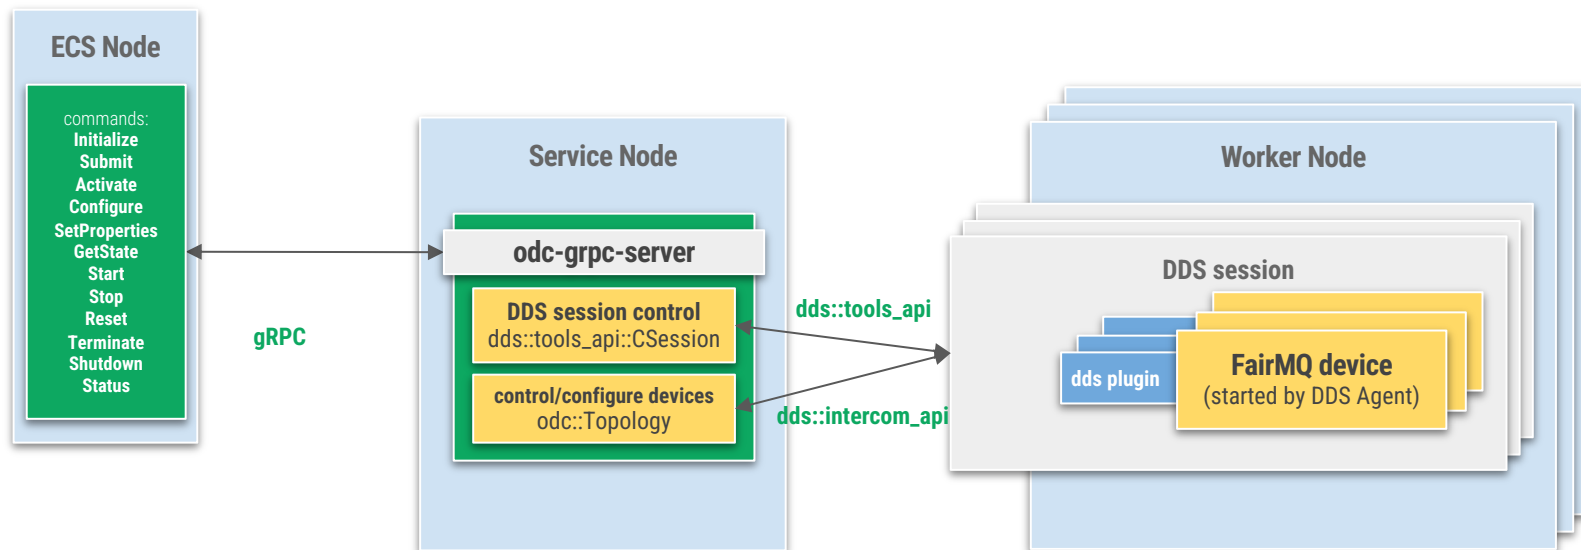 ECS Node
commands:
Initialize
Submit
Activate
Configure
SetProperties
GetState
Start
Stop
Reset
Terminate
Shutdown
Status
gRPC
Service Node
odc-grpc-server
DDS session control
dds::tools_api::CSession
control/configure devices
odc::Topology
dds::tools_api
dds::intercom_api
Worker Node
DDS session
dds plugin
FairMQ device
(started by DDS Agent)